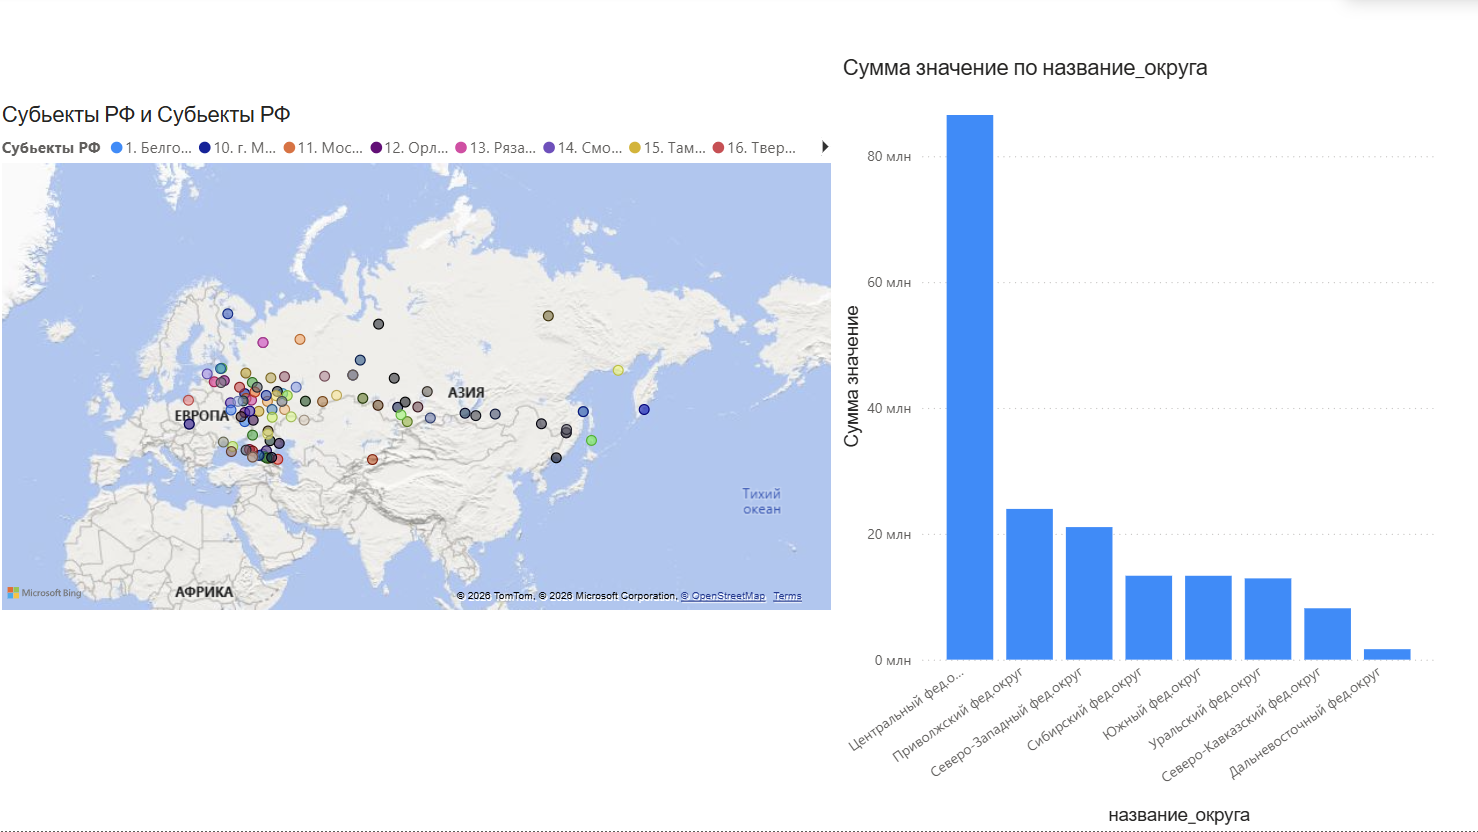 Субьекты РФ и Субьекты РФ
Субьекты РФ 1. Белго... 10. г. М... 11. Мос... 12. Орл... 13. Ряза... 14. Смо... 15. Там... 16. Твер...
АЗИЯ
ЕВРОПА
Тихий
океан
АФРИКА
Microsoft Bing
© 2026 TomTom, © 2026 Microsoft Corporation, © OpenStreetMap Terms
Сумма значение по название_округа
Сумма значение
80 млн
60 млн
40 млн
20 млн
0 млн
Центральный фед.о...
Приволжский фед.округ
Северо-Западный фед.округ
Сибирский фед.округ
Южный фед.округ
Уральский фед.округ
Северо-Кавказский фед.округ
Дальневосточный фед.округ
название_округа